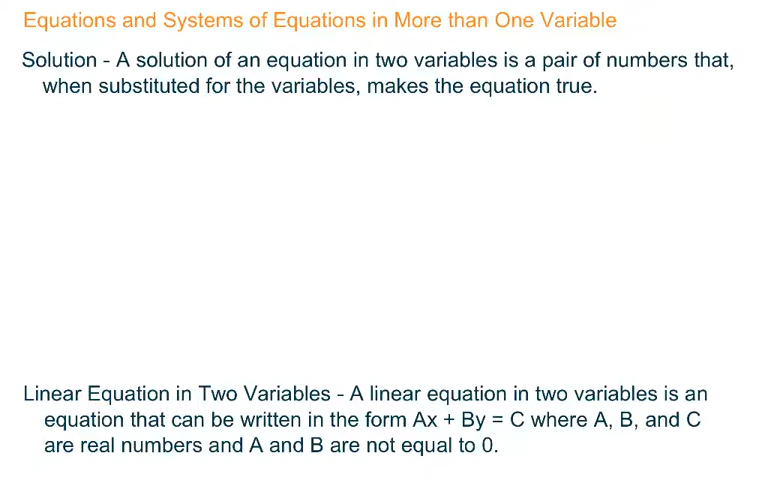 Equations and Systems of Equations in More than One Variable
Solution - A solution of an equation in two variables is a pair of numbers that,
when substituted for the variables, makes the equation true.
Linear Equation in Two Variables - A linear equation in two variables is an
equation that can be written in the form Ax + By = C where A, B, and C
are real numbers and A and B are not equal to 0.